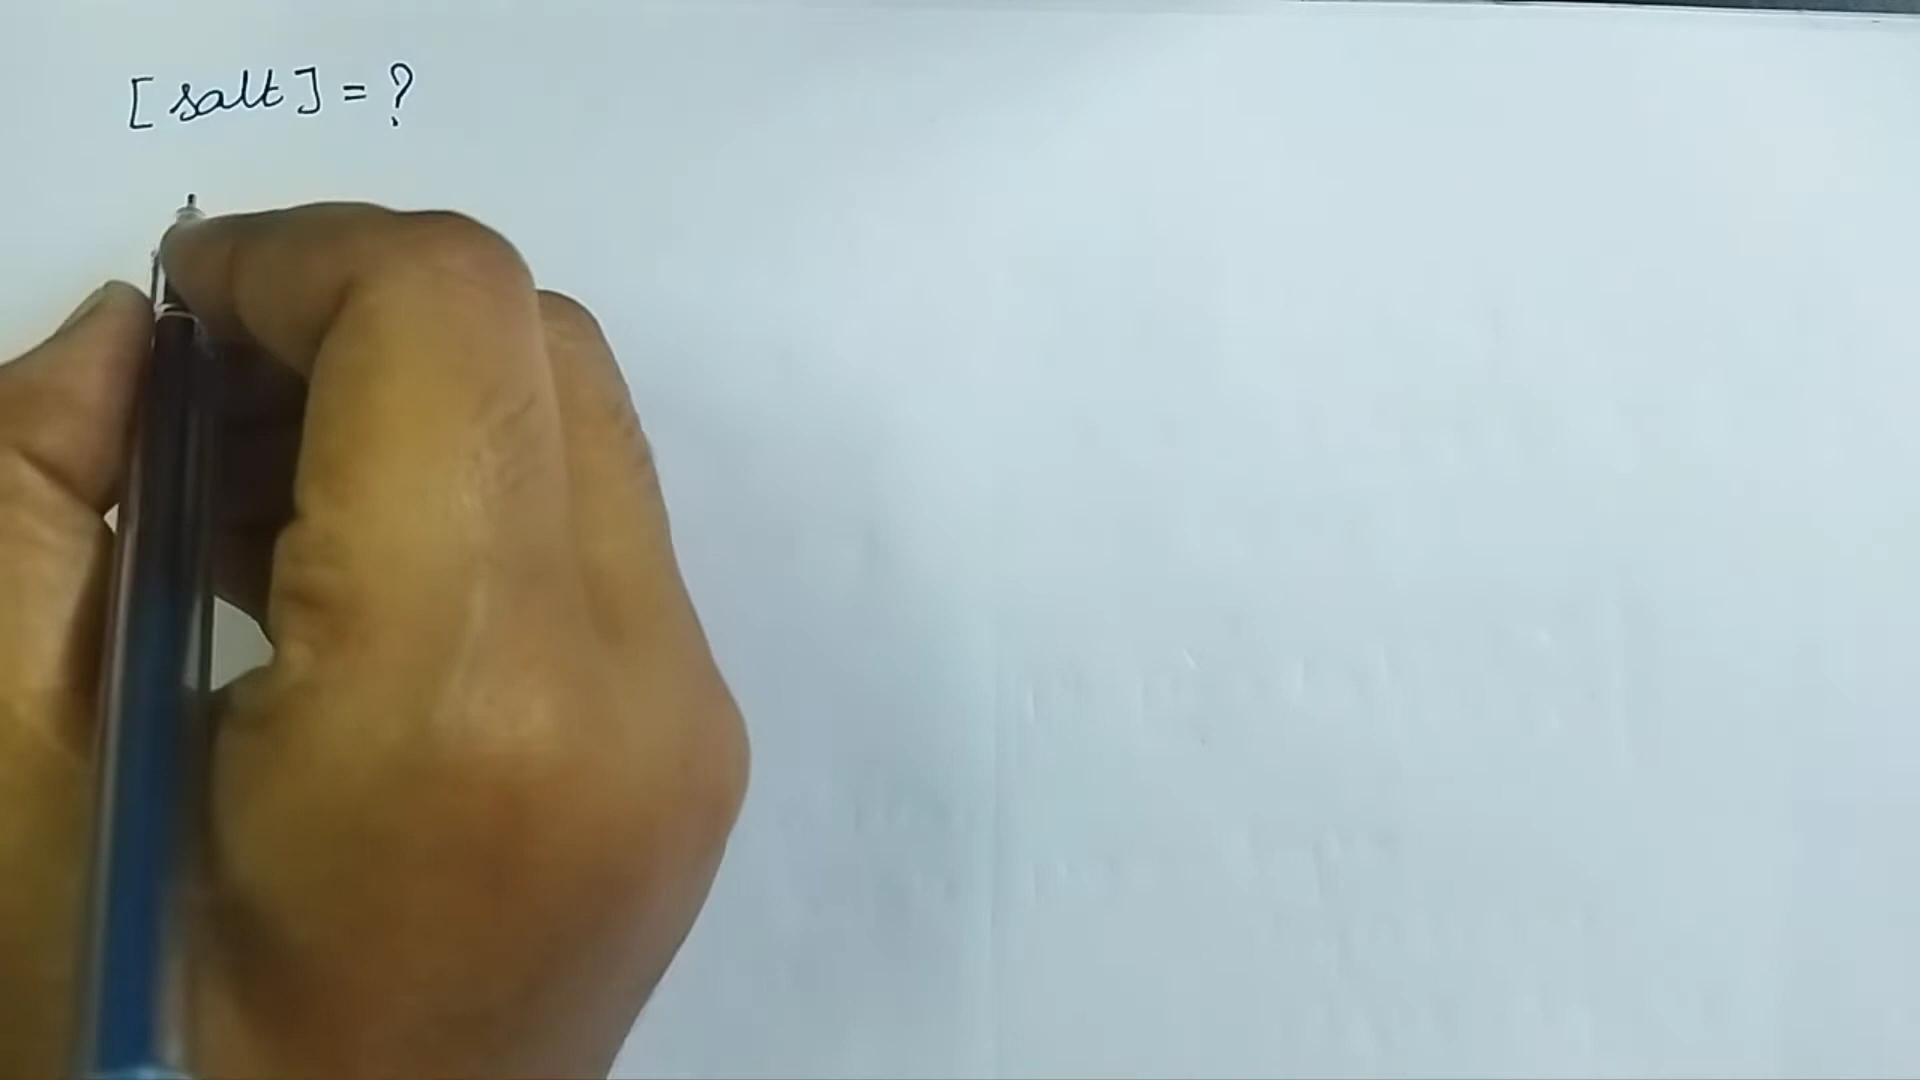 [salt] = ?